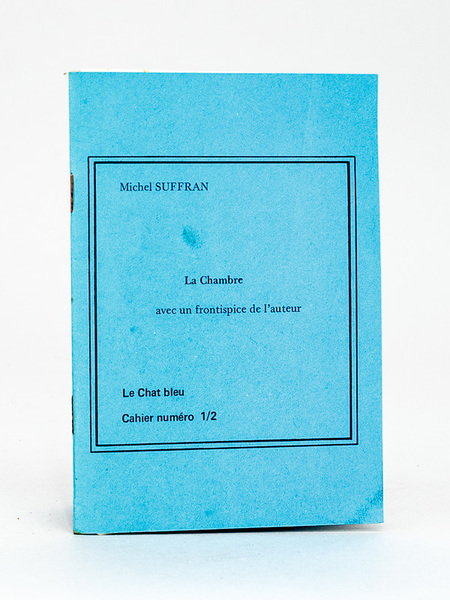 Michel SUFFRAN
La Chambre
avec un frontispice de l'auteur
Le Chat bleu
Cahier numéro 1/2